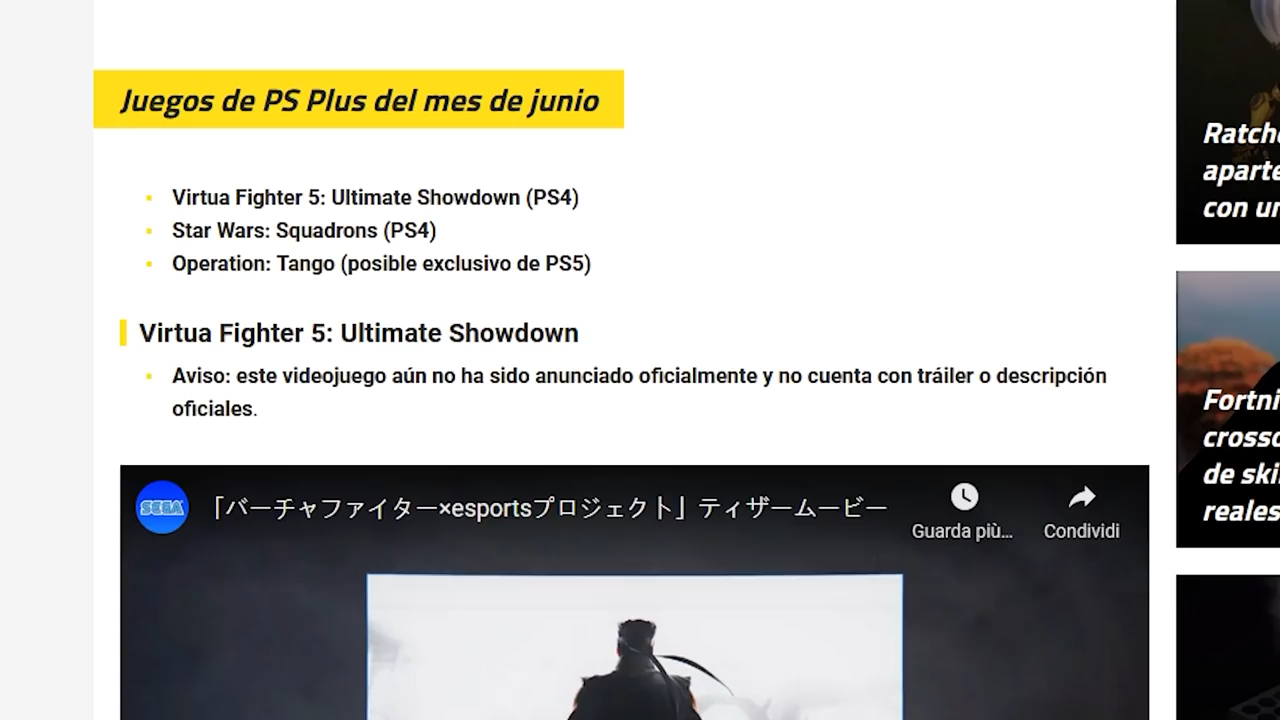 Juegos de PS Plus del mes de junio
Virtua Fighter 5: Ultimate Showdown (PS4)
Star Wars: Squadrons (PS4)
Operation: Tango (posible exclusivo de PS5)
Virtua Fighter 5: Ultimate Showdown
Aviso: este videojuego aún no ha sido anunciado oficialmente y no cuenta con tráiler o descripción
oficiales.
SEGA
「バーチャファイター×esportsプロジェクト」ティザームービー
Guarda più...
Condividi
aparte
con un
de ski
reales